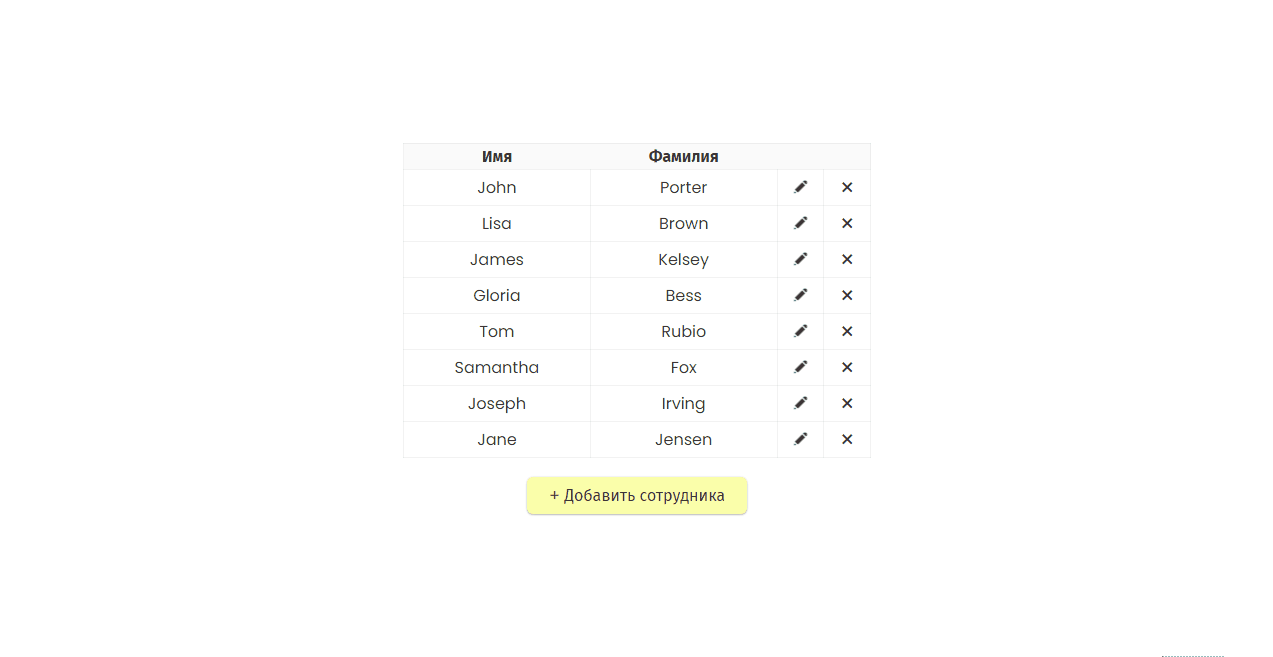 Имя Фамилия
John Porter
Lisa Brown
James Kelsey
Gloria Bess
Tom Rubio
Samantha Fox
Joseph Irving
Jane Jensen
+ Добавить сотрудника